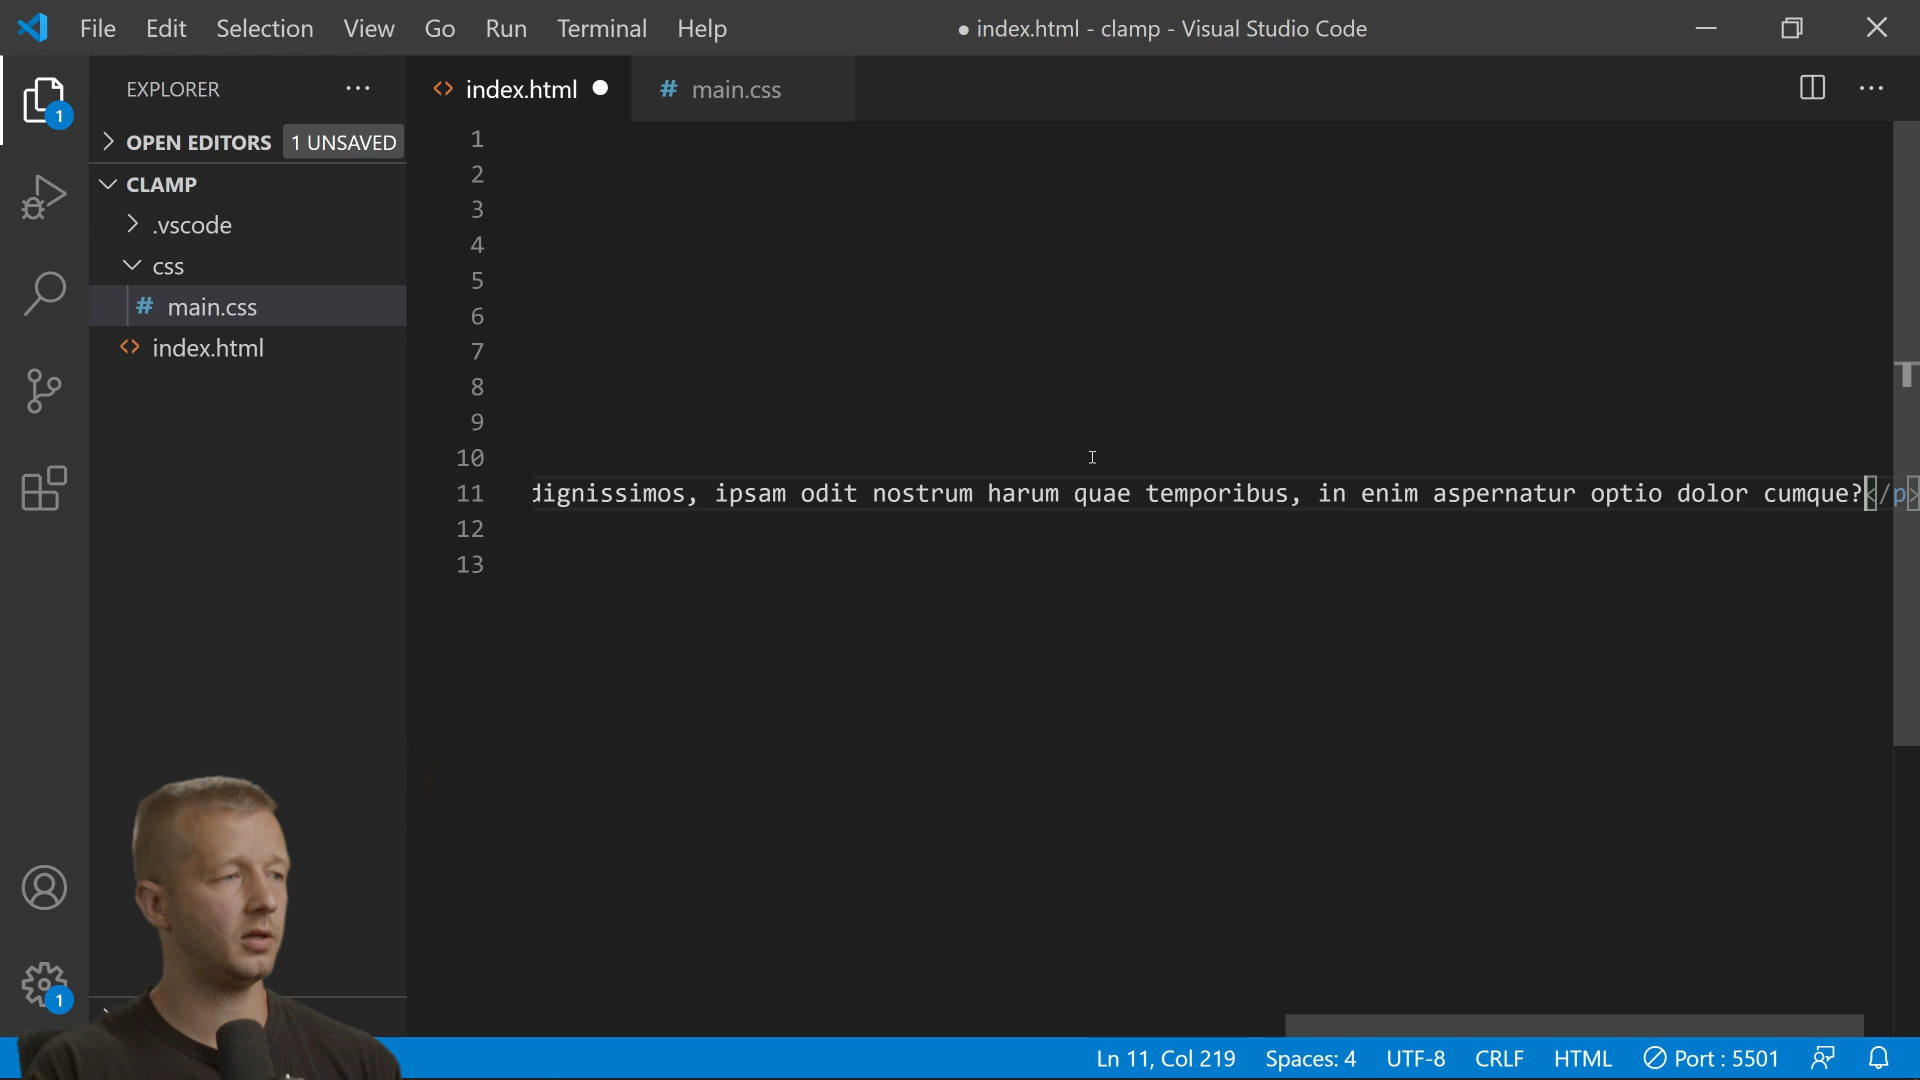 File Edit Selection View Go Run Terminal Help
● index.html - clamp - Visual Studio Code
EXPLORER
index.html
main.css
OPEN EDITORS 1 UNSAVED
CLAMP
.vscode
css
# main.css
<> index.html
1
1
2
3
4
5
6
7
8
9
10
11 dignissimos, ipsam odit nostrum harum quae temporibus, in enim aspernatur optio dolor cumque?</p>
12
13
1
Ln 11, Col 219 Spaces: 4 UTF-8 CRLF HTML Port : 5501